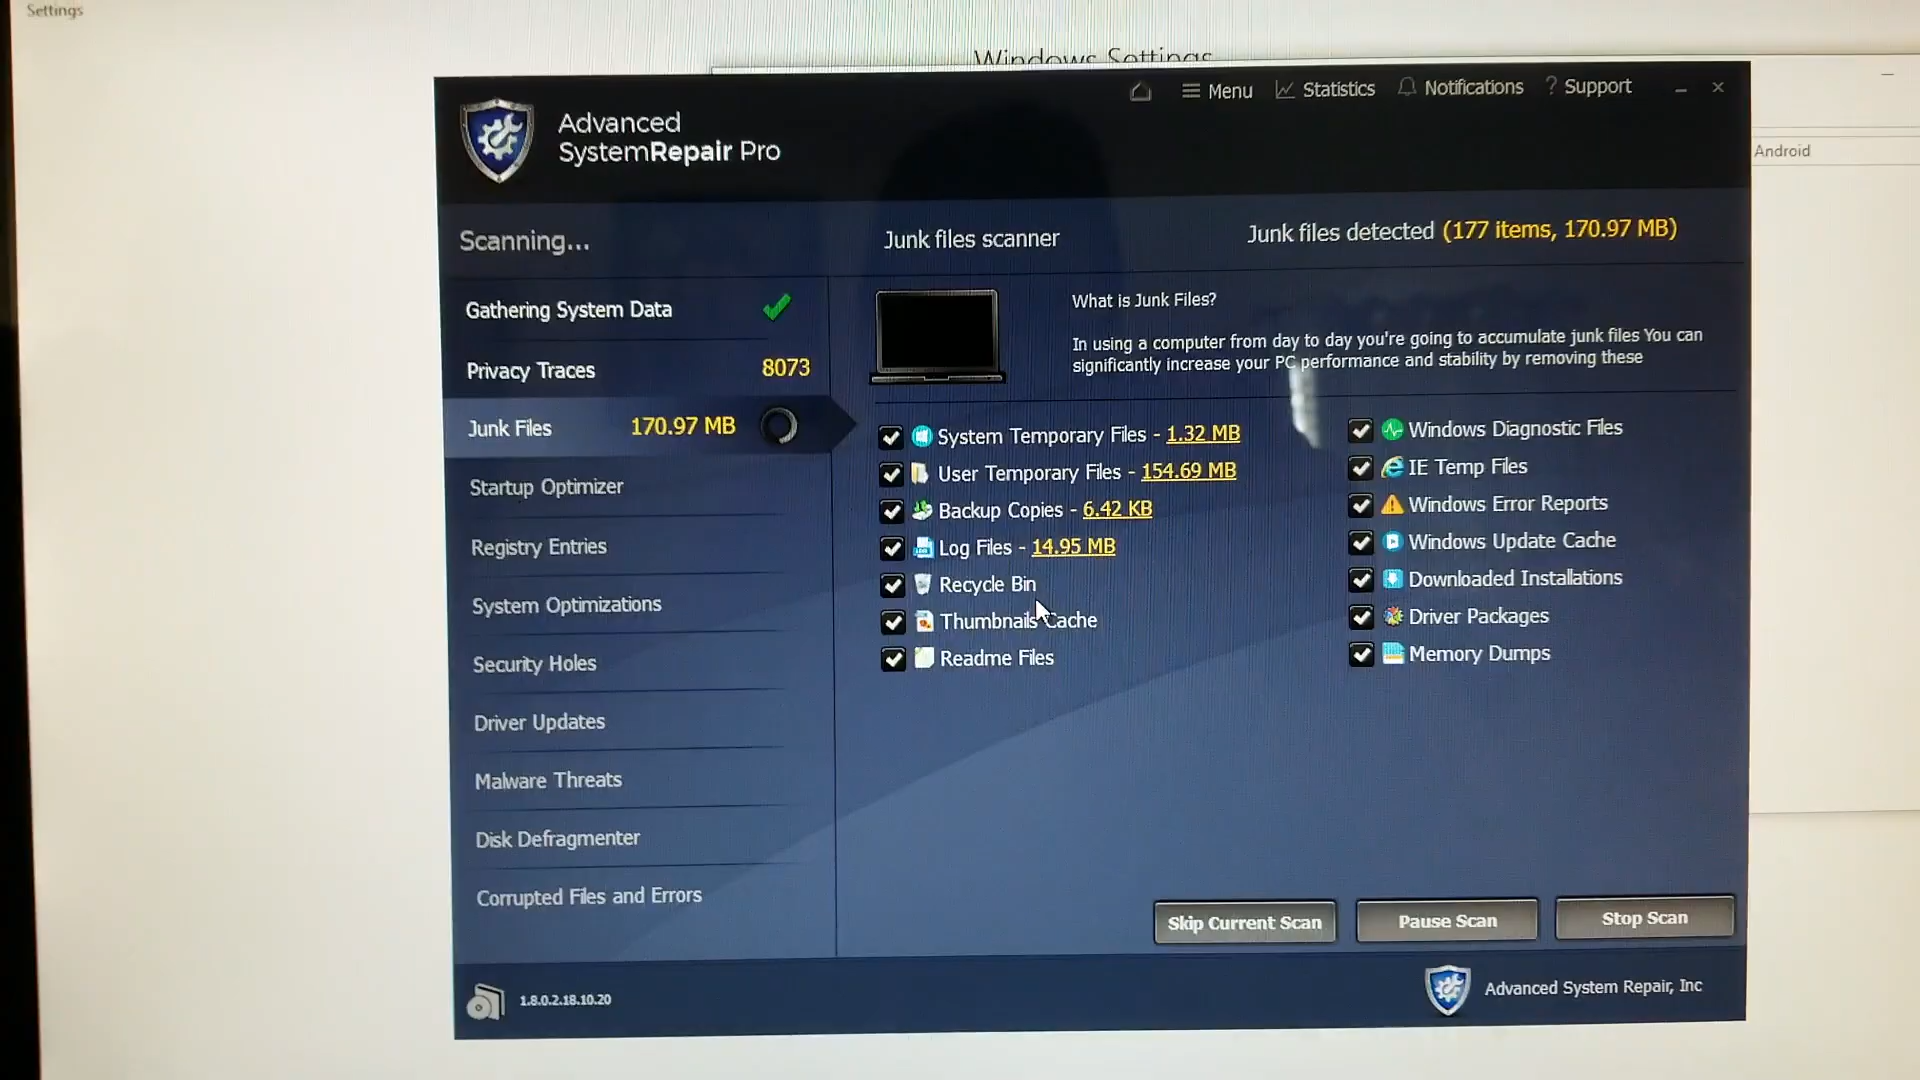 Settings
Windows Settings
Menu
Statistics
Notifications
? Support
Advanced
SystemRepair Pro
Android
Scanning...
Junk files scanner
Junk files detected (177 items, 170.97 MB)
Gathering System Data
Privacy Traces 8073
Junk Files 170.97 MB
Startup Optimizer
Registry Entries
System Optimizations
Security Holes
Driver Updates
Malware Threats
Disk Defragmenter
Corrupted Files and Errors
What is Junk Files?
In using a computer from day to day you're going to accumulate junk files You can
significantly increase your PC performance and stability by removing these
System Temporary Files - 1.32 MB
User Temporary Files - 154.69 MB
Backup Copies - 6.42 KB
Log Files - 14.95 MB
Recycle Bin
Thumbnails Cache
Readme Files
Windows Diagnostic Files
IE Temp Files
Windows Error Reports
Windows Update Cache
Downloaded Installations
Driver Packages
Memory Dumps
Skip Current Scan
Pause Scan
Stop Scan
1.8.0.2.18.10.20
Advanced System Repair, Inc